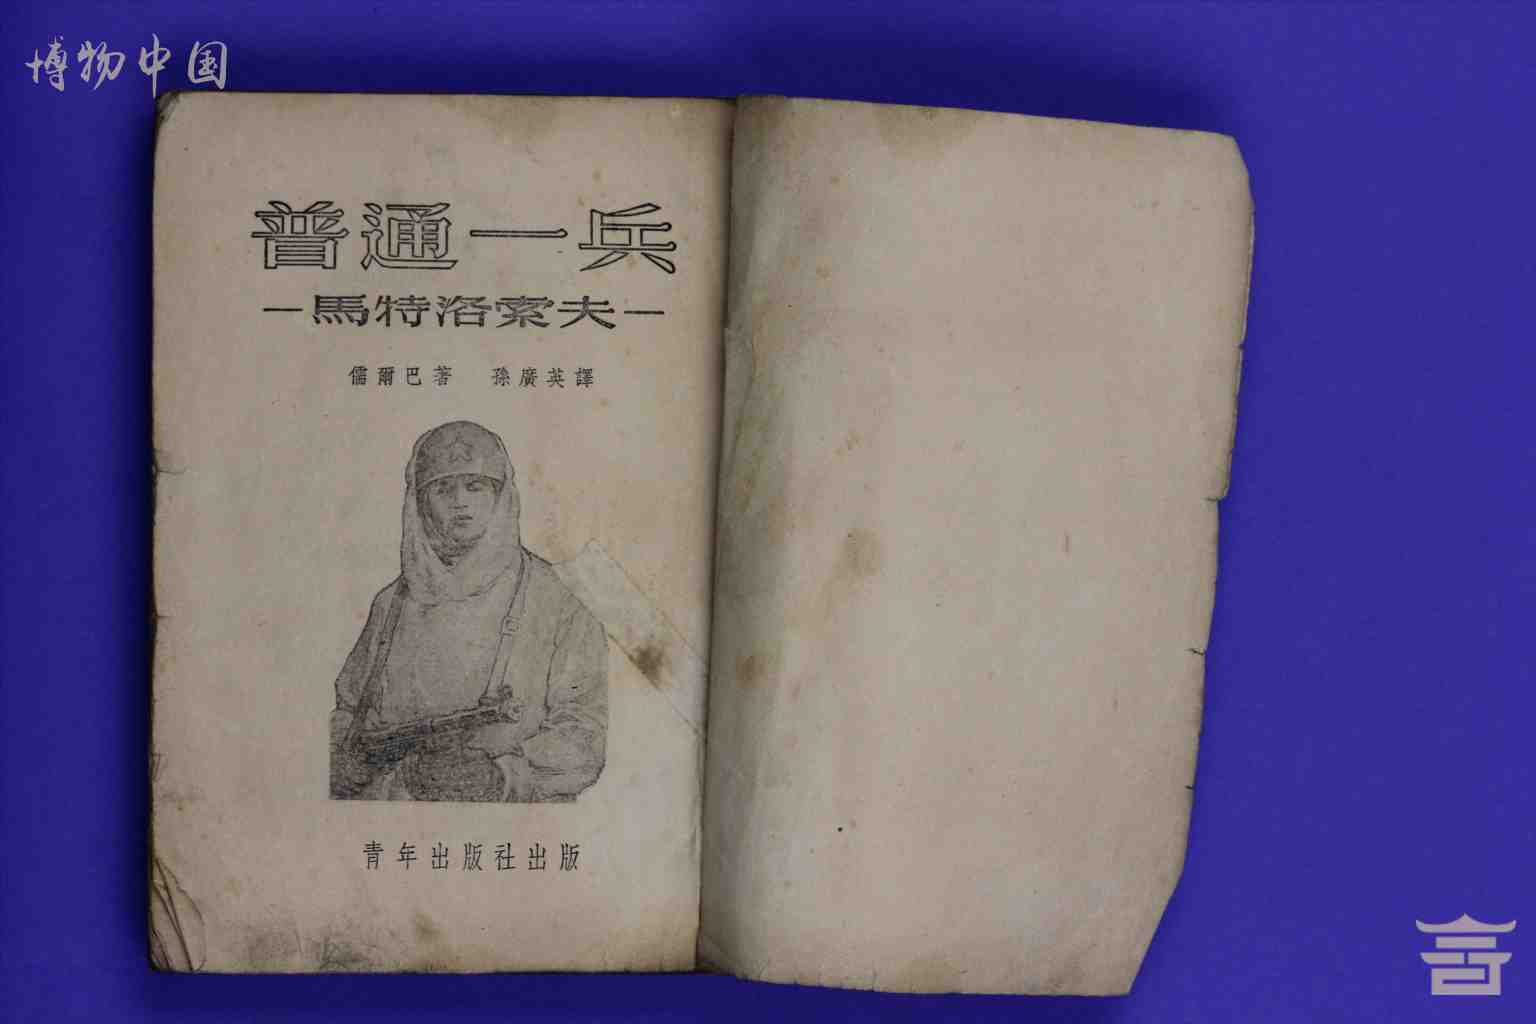 博物中国
普通一兵
—馬特洛索夫—
儒爾巴著 孫廣英譯
青年出版社出版